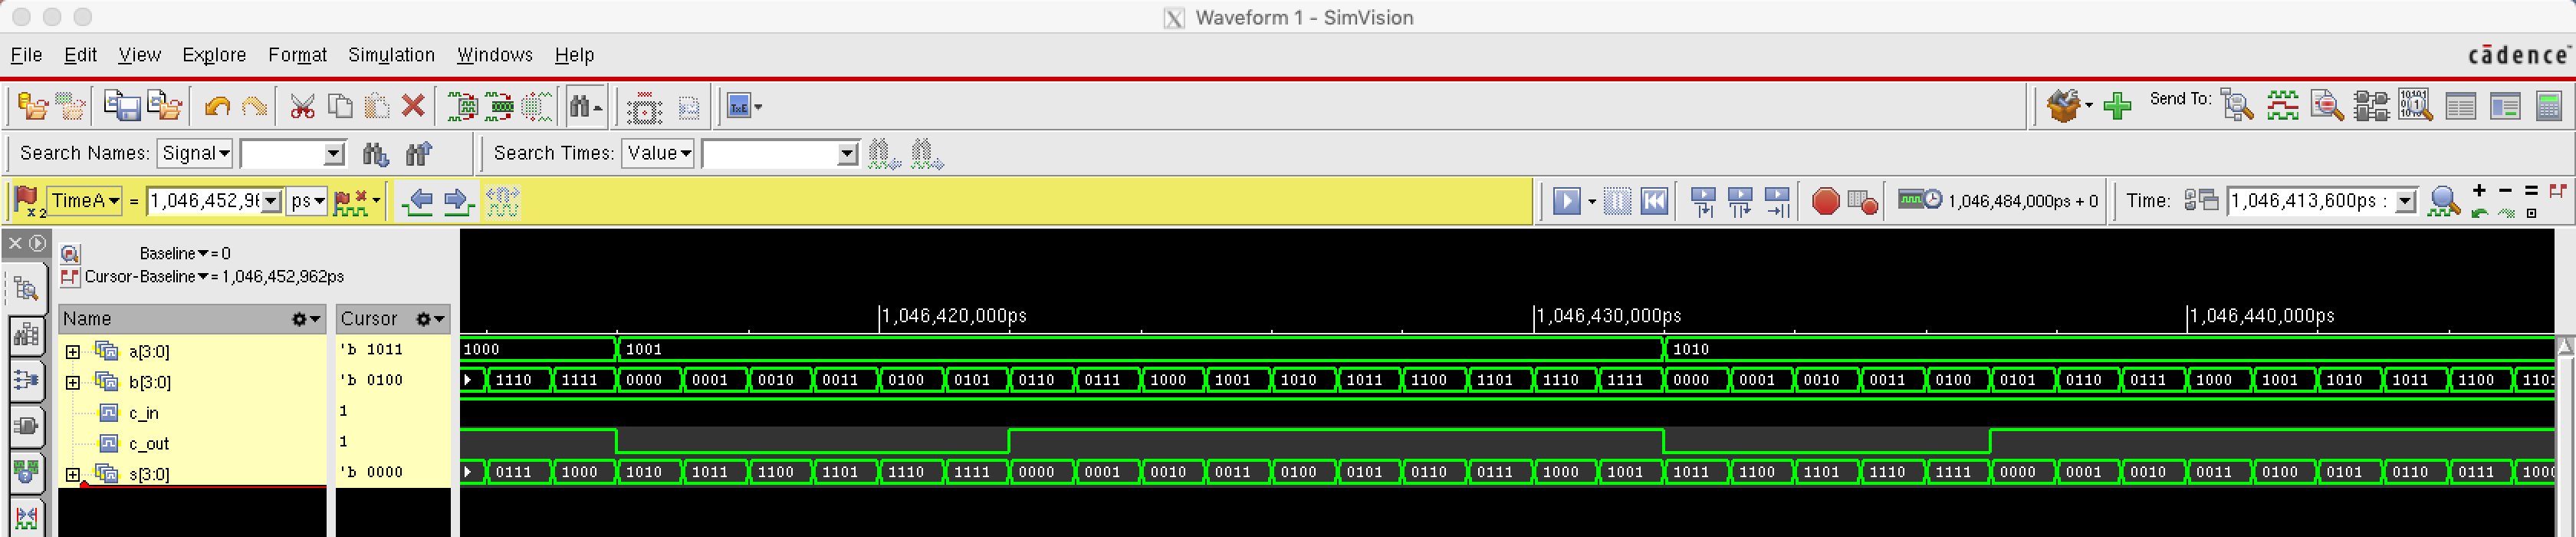 Waveform 1 - SimVision
File Edit View Explore Format Simulation Windows Help
cādence
Send To:
Search Names: Signal Search Times: Value
TimeA = 1,046,452,96 ps 1,046,484,000ps + 0 Time: 1,046,413,600ps :
Baseline = 0
Cursor-Baseline = 1,046,452,962ps
Name Cursor 1,046,420,000ps 1,046,430,000ps 1,046,440,000ps
a[3:0] 'b 1011 1000 1001 1010
b[3:0] 'b 0100 1110 1111 0000 0001 0010 0011 0100 0101 0110 0111 1000 1001 1010 1011 1100 1101 1110 1111 0000 0001 0010 0011 0100 0101 0110 0111 1000 1001 1010 1011 1100 1101
c_in 1
c_out 1
s[3:0] 'b 0000 0111 1000 1010 1011 1100 1101 1110 1111 0000 0001 0010 0011 0100 0101 0110 0111 1000 1001 1011 1100 1101 1110 1111 0000 0001 0010 0011 0100 0101 0110 0111 1000